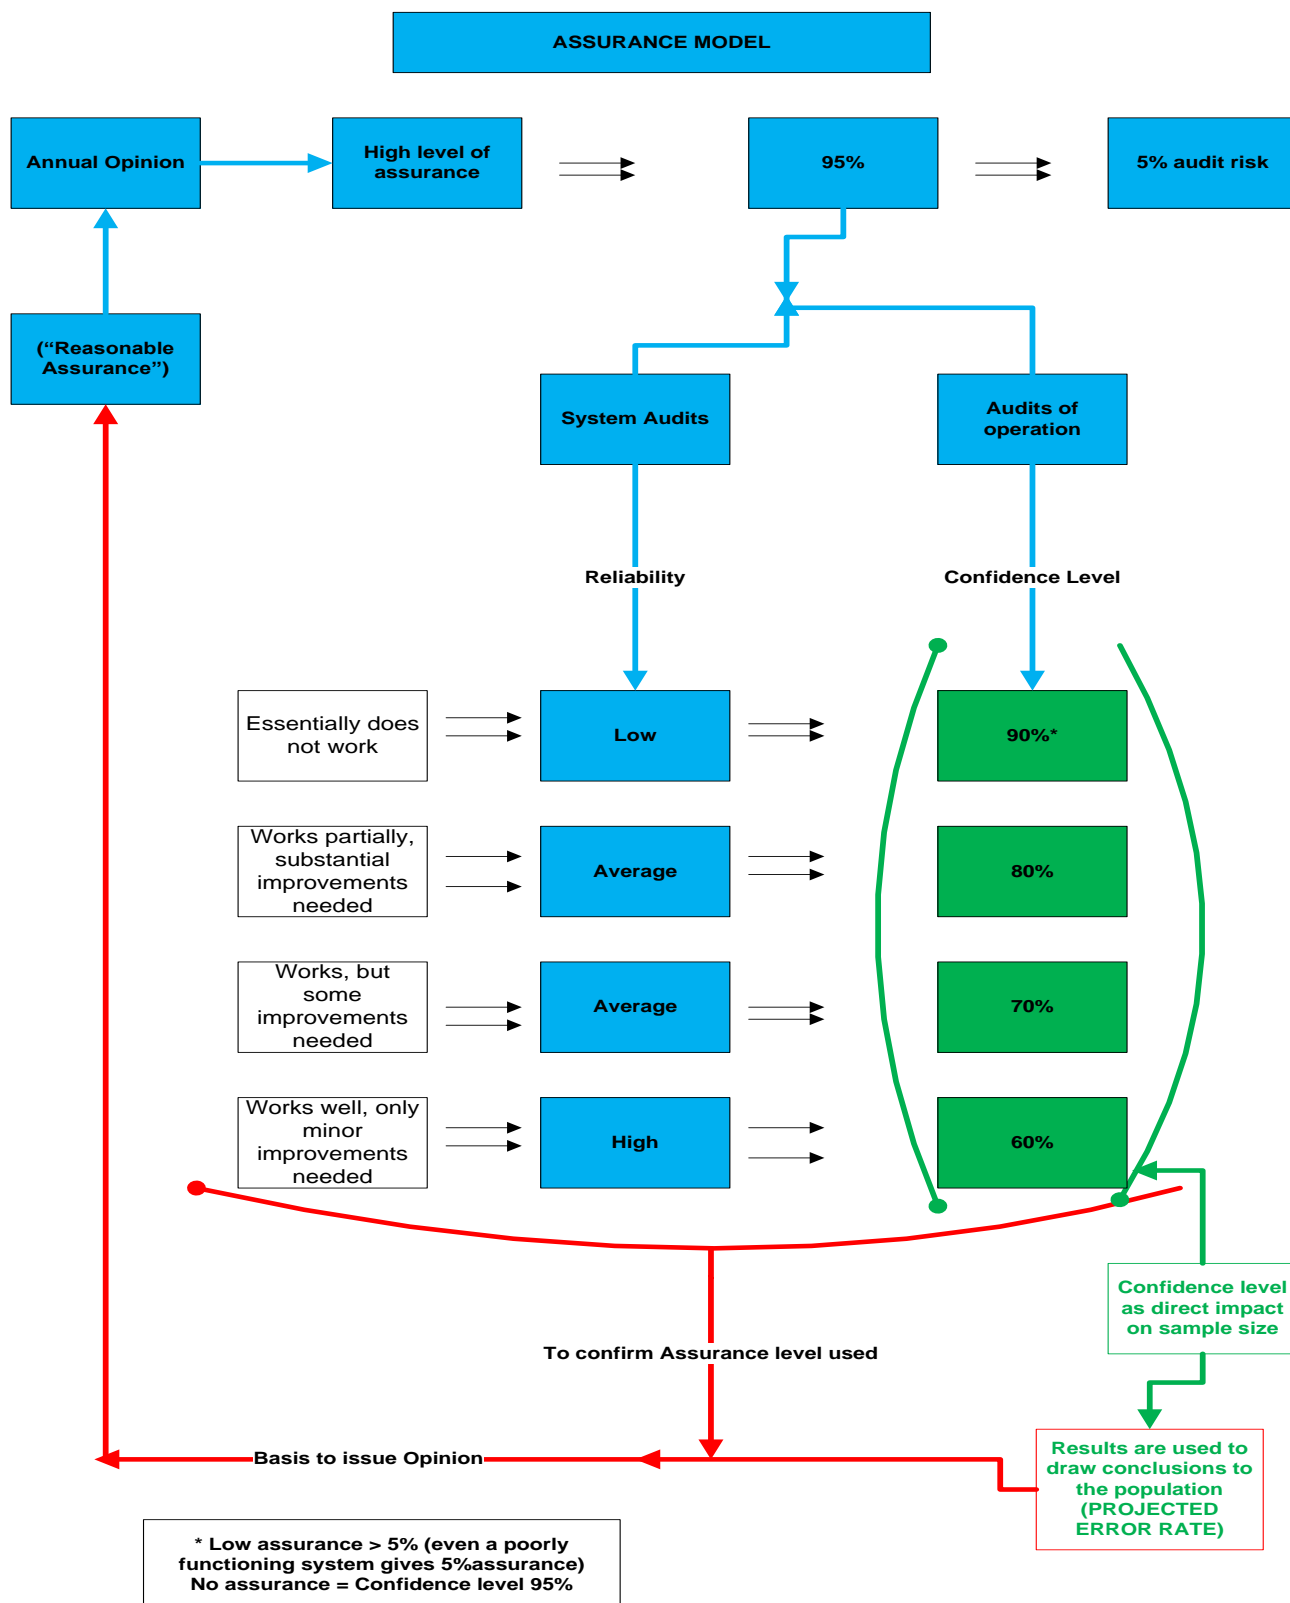 ASSURANCE MODEL
Annual Opinion
High level of
assurance
95%
5% audit risk
(“Reasonable
Assurance”)
System Audits
Audits of
operation
Reliability
Confidence Level
Essentially does
not work
Low
90%*
Works partially,
substantial
improvements
needed
Average
80%
Works, but
some
improvements
needed
Average
70%
Works well, only
minor
improvements
needed
High
60%
Confidence level
as direct impact
on sample size
To confirm Assurance level used
Basis to issue Opinion
Results are used to
draw conclusions to
the population
(PROJECTED
ERROR RATE)
* Low assurance > 5% (even a poorly
functioning system gives 5%assurance)
No assurance = Confidence level 95%